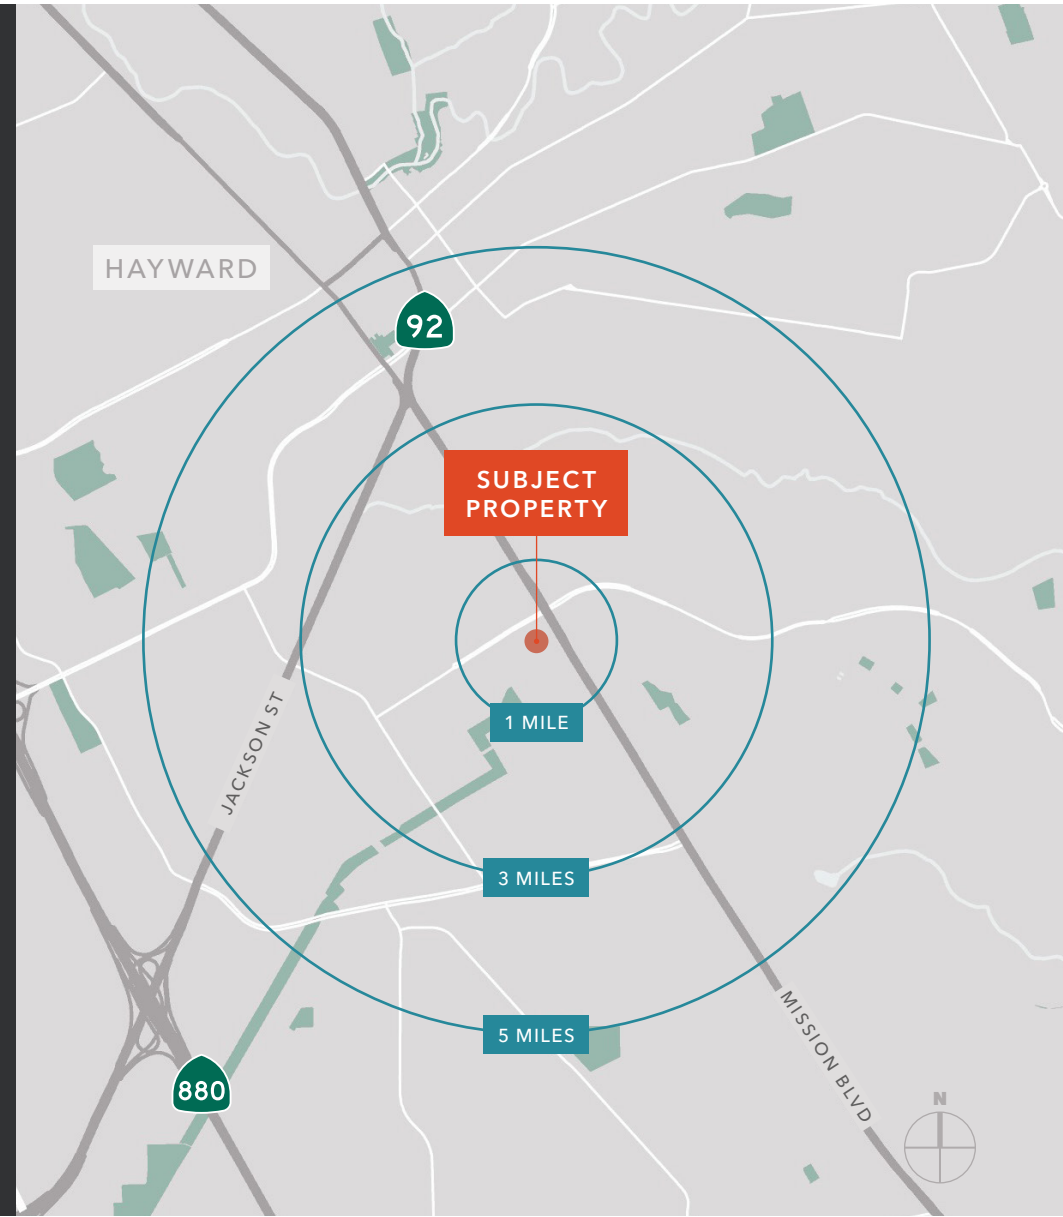 HAYWARD
92
SUBJECT
PROPERTY
1 MILE
JACKSON ST
3 MILES
5 MILES
MISSION BLVD
880
N